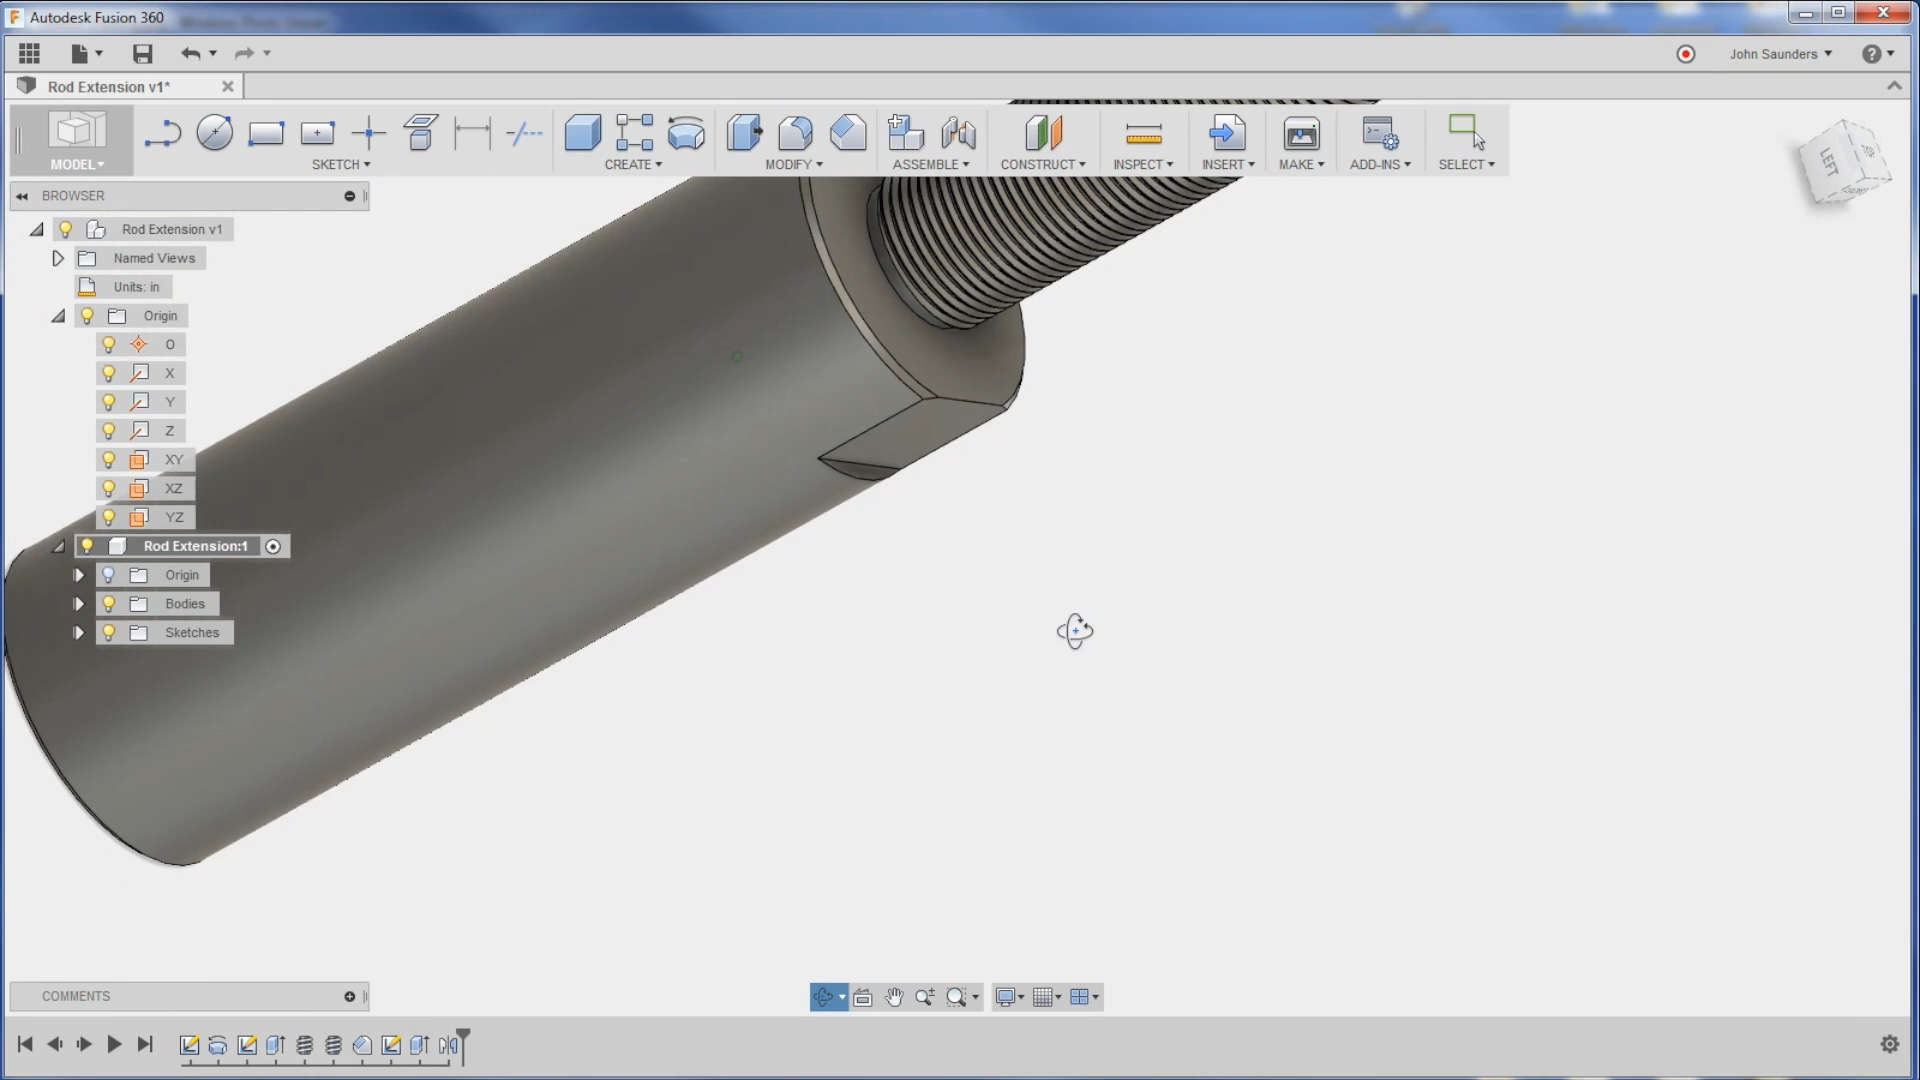 Autodesk Fusion 360
John Saunders
Rod Extension v1*
MODEL
SKETCH
CREATE
MODIFY
ASSEMBLE
CONSTRUCT
INSPECT
INSERT
MAKE
ADD-INS
SELECT
LEFT
BROWSER
Rod Extension v1
Named Views
Units: in
Origin
O
X
Y
Z
XY
XZ
YZ
Rod Extension:1
Origin
Bodies
Sketches
COMMENTS